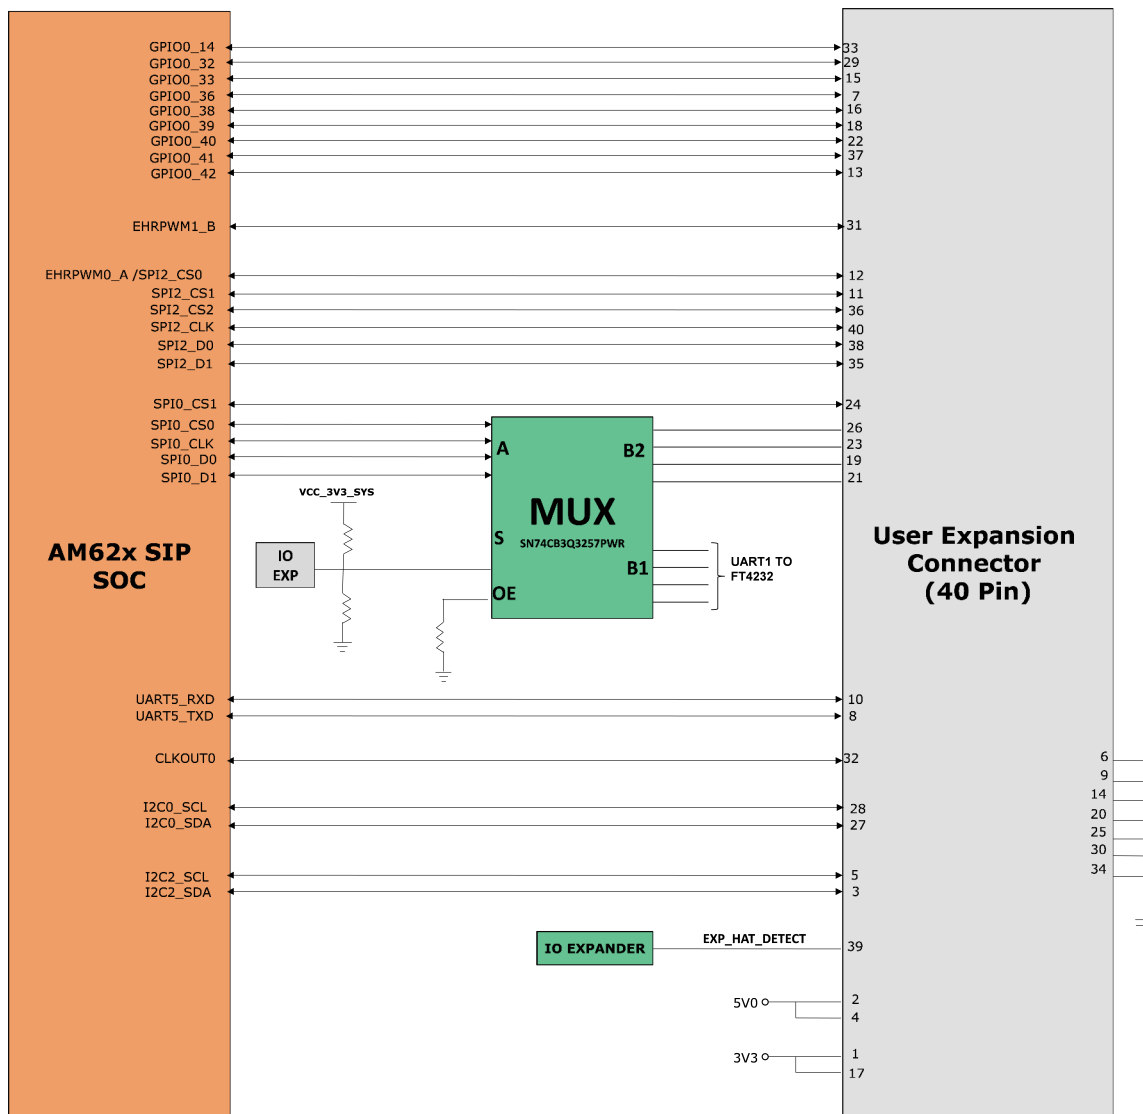 GPIO0_14 33
GPIO0_32 29
GPIO0_33 15
GPIO0_36 7
GPIO0_38 16
GPIO0_39 18
GPIO0_40 22
GPIO0_41 37
GPIO0_42 13
EHRPWM1_B 31
EHRPWM0_A /SPI2_CS0 12
SPI2_CS1 11
SPI2_CS2 36
SPI2_CLK 40
SPI2_D0 38
SPI2_D1 35
SPI0_CS1 24
SPI0_CS0 26
SPI0_CLK 23
SPI0_D0 19
SPI0_D1 21
A
B2
VCC_3V3_SYS
MUX
SN74CB3Q3257PWR
S
OE
B1
IO
EXP
UART1 TO
FT4232
AM62x SIP
SOC
User Expansion
Connector
(40 Pin)
UART5_RXD 10
UART5_TXD 8
CLKOUT0 32
I2C0_SCL 28
I2C0_SDA 27
I2C2_SCL 5
I2C2_SDA 3
6
9
14
20
25
30
34
IO EXPANDER
EXP_HAT_DETECT 39
5V0 2
4
3V3 1
17